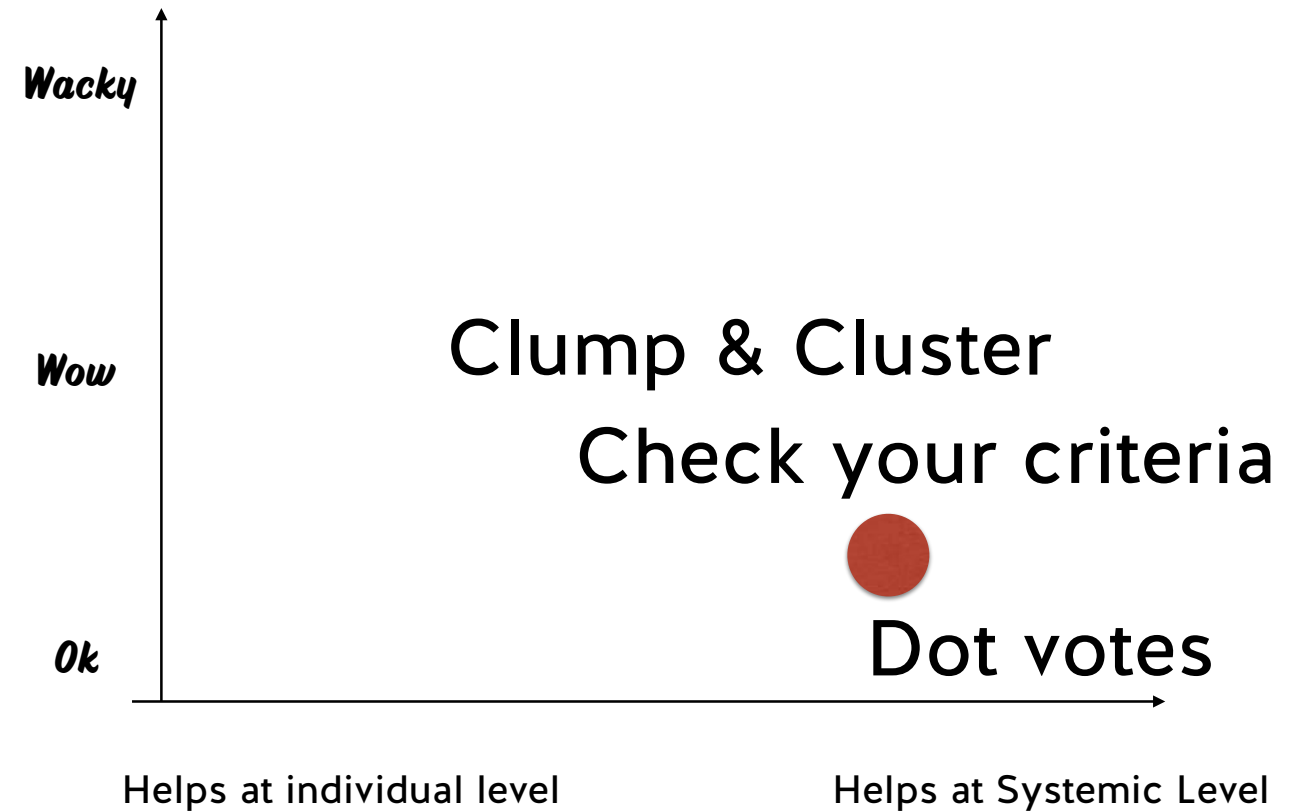 Wacky
Clump & Cluster
Wow
Check your criteria
Ok
Dot votes
Helps at individual level
Helps at Systemic Level